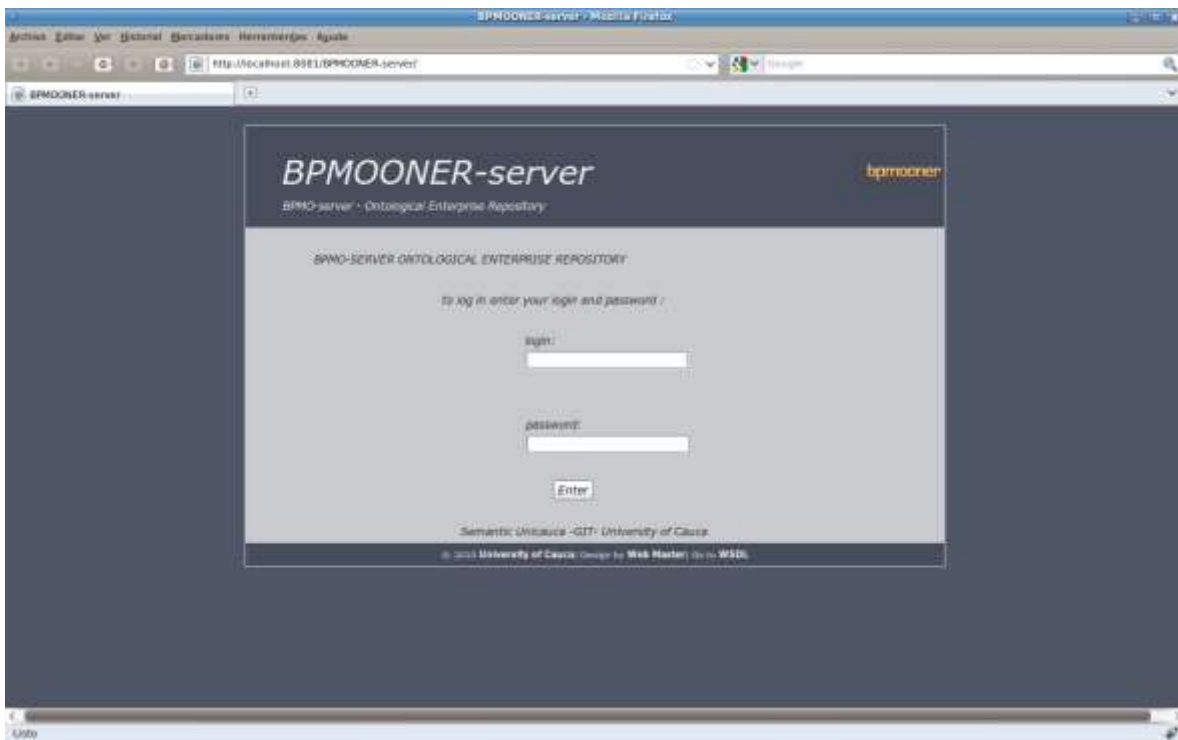 BPMOONER-server - Mozilla Firefox
Archivo Editar Ver Historial Marcadores Herramientas Ayuda
http://localhost:8081/BPMOONER-server/ Google
BPMOONER-server
BPMOONER-server
bpmooner
BPMO-server - Ontological Enterprise Repository
BPMO-SERVER ONTOLOGICAL ENTERPRISE REPOSITORY
to log in enter your login and password :
login:
password:
Enter
Semantic Unicauca -GIT- University of Cauca
© University of Cauca| Design by Web Master| Go to WSDL
Listo